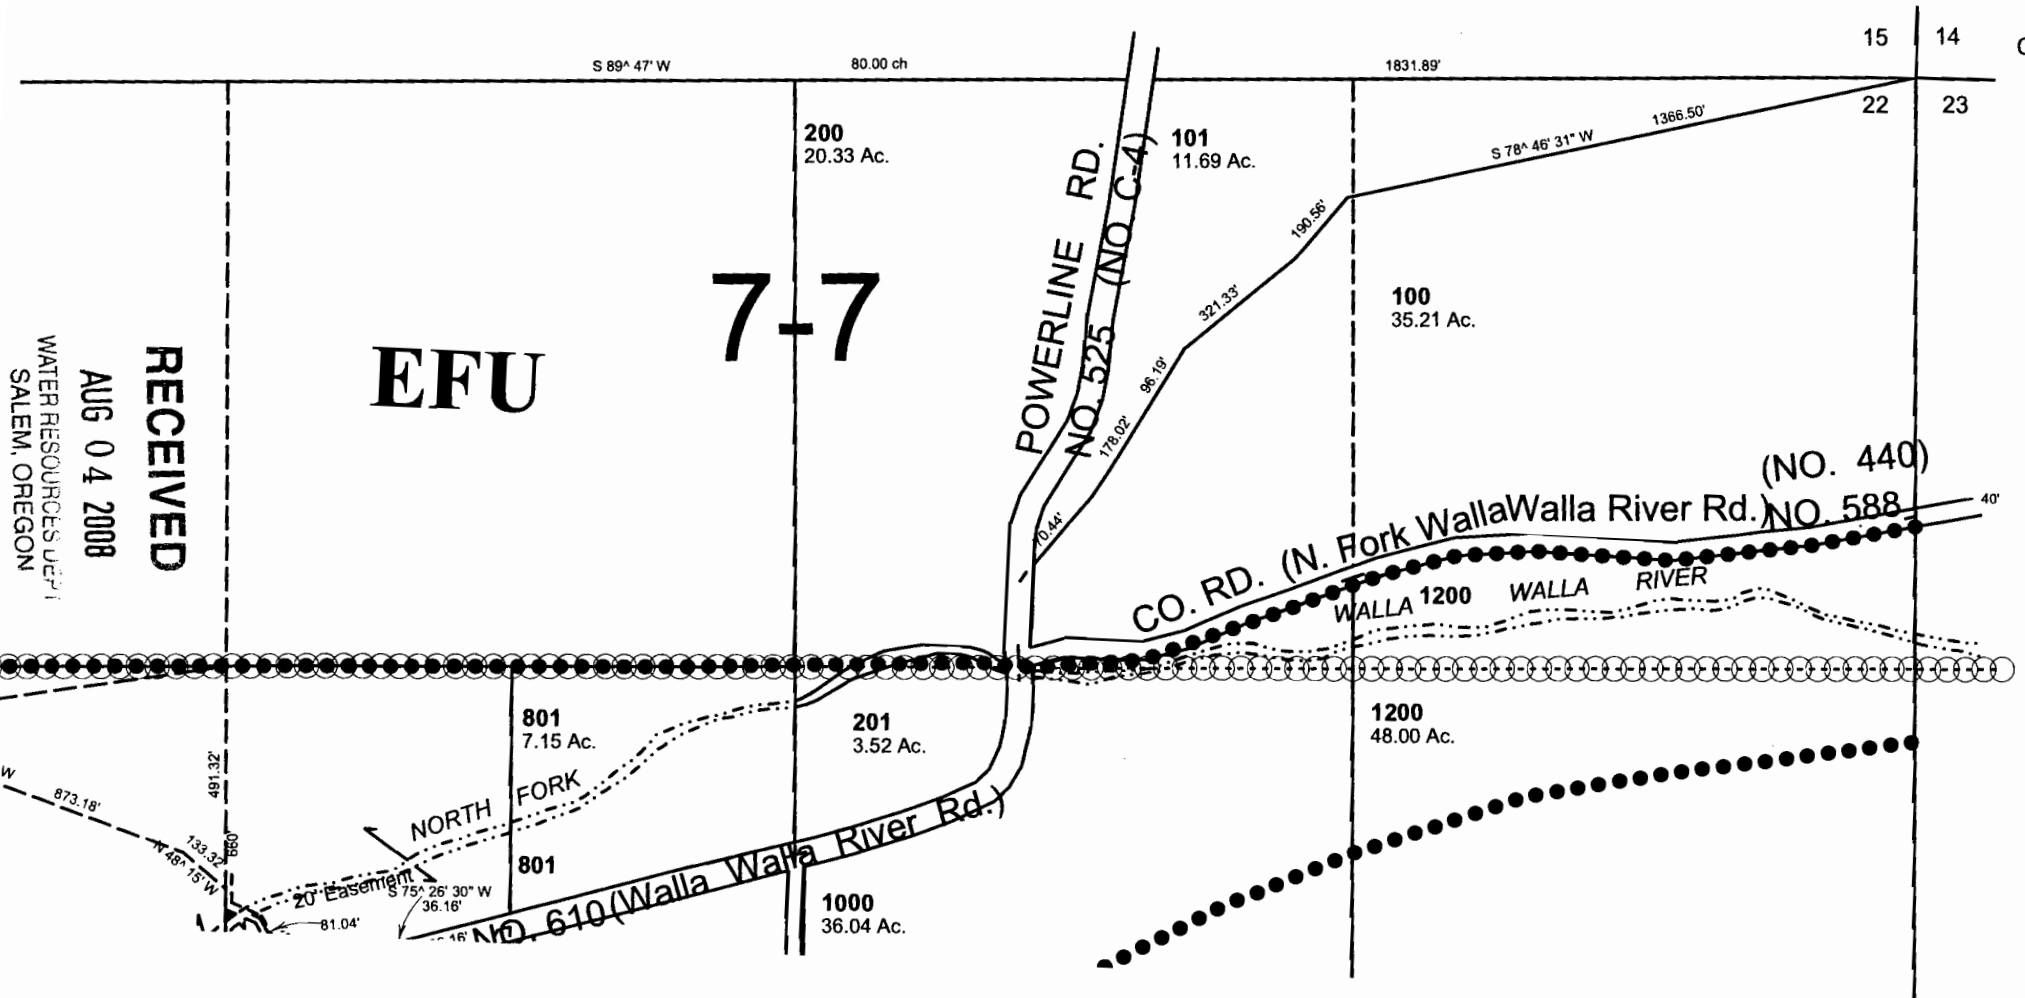 S 89^ 47' W
80.00 ch
1831.89'
15
14
22
23
1366.50'
S 78^ 46' 31" W
200
20.33 Ac.
101
11.69 Ac.
POWERLINE RD.
NO. 525 (NO. C-4)
190.56'
321.33'
96.19'
178.02'
70.44'
100
35.21 Ac.
7-7
EFU
RECEIVED
AUG 04 2008
WATER RESOURCES DEPT
SALEM, OREGON
(NO. 440)
CO. RD. (N. Fork WallaWalla River Rd.)
NO. 588
40'
WALLA
1200
WALLA
RIVER
801
7.15 Ac.
201
3.52 Ac.
1200
48.00 Ac.
491.32'
W
873.18'
133.32'
N 48^ 15' W
660'
NORTH FORK
20' Easement
S 75^ 26' 30" W
36.16'
81.04'
801
NO. 610 (Walla Walla River Rd.)
1000
36.04 Ac.